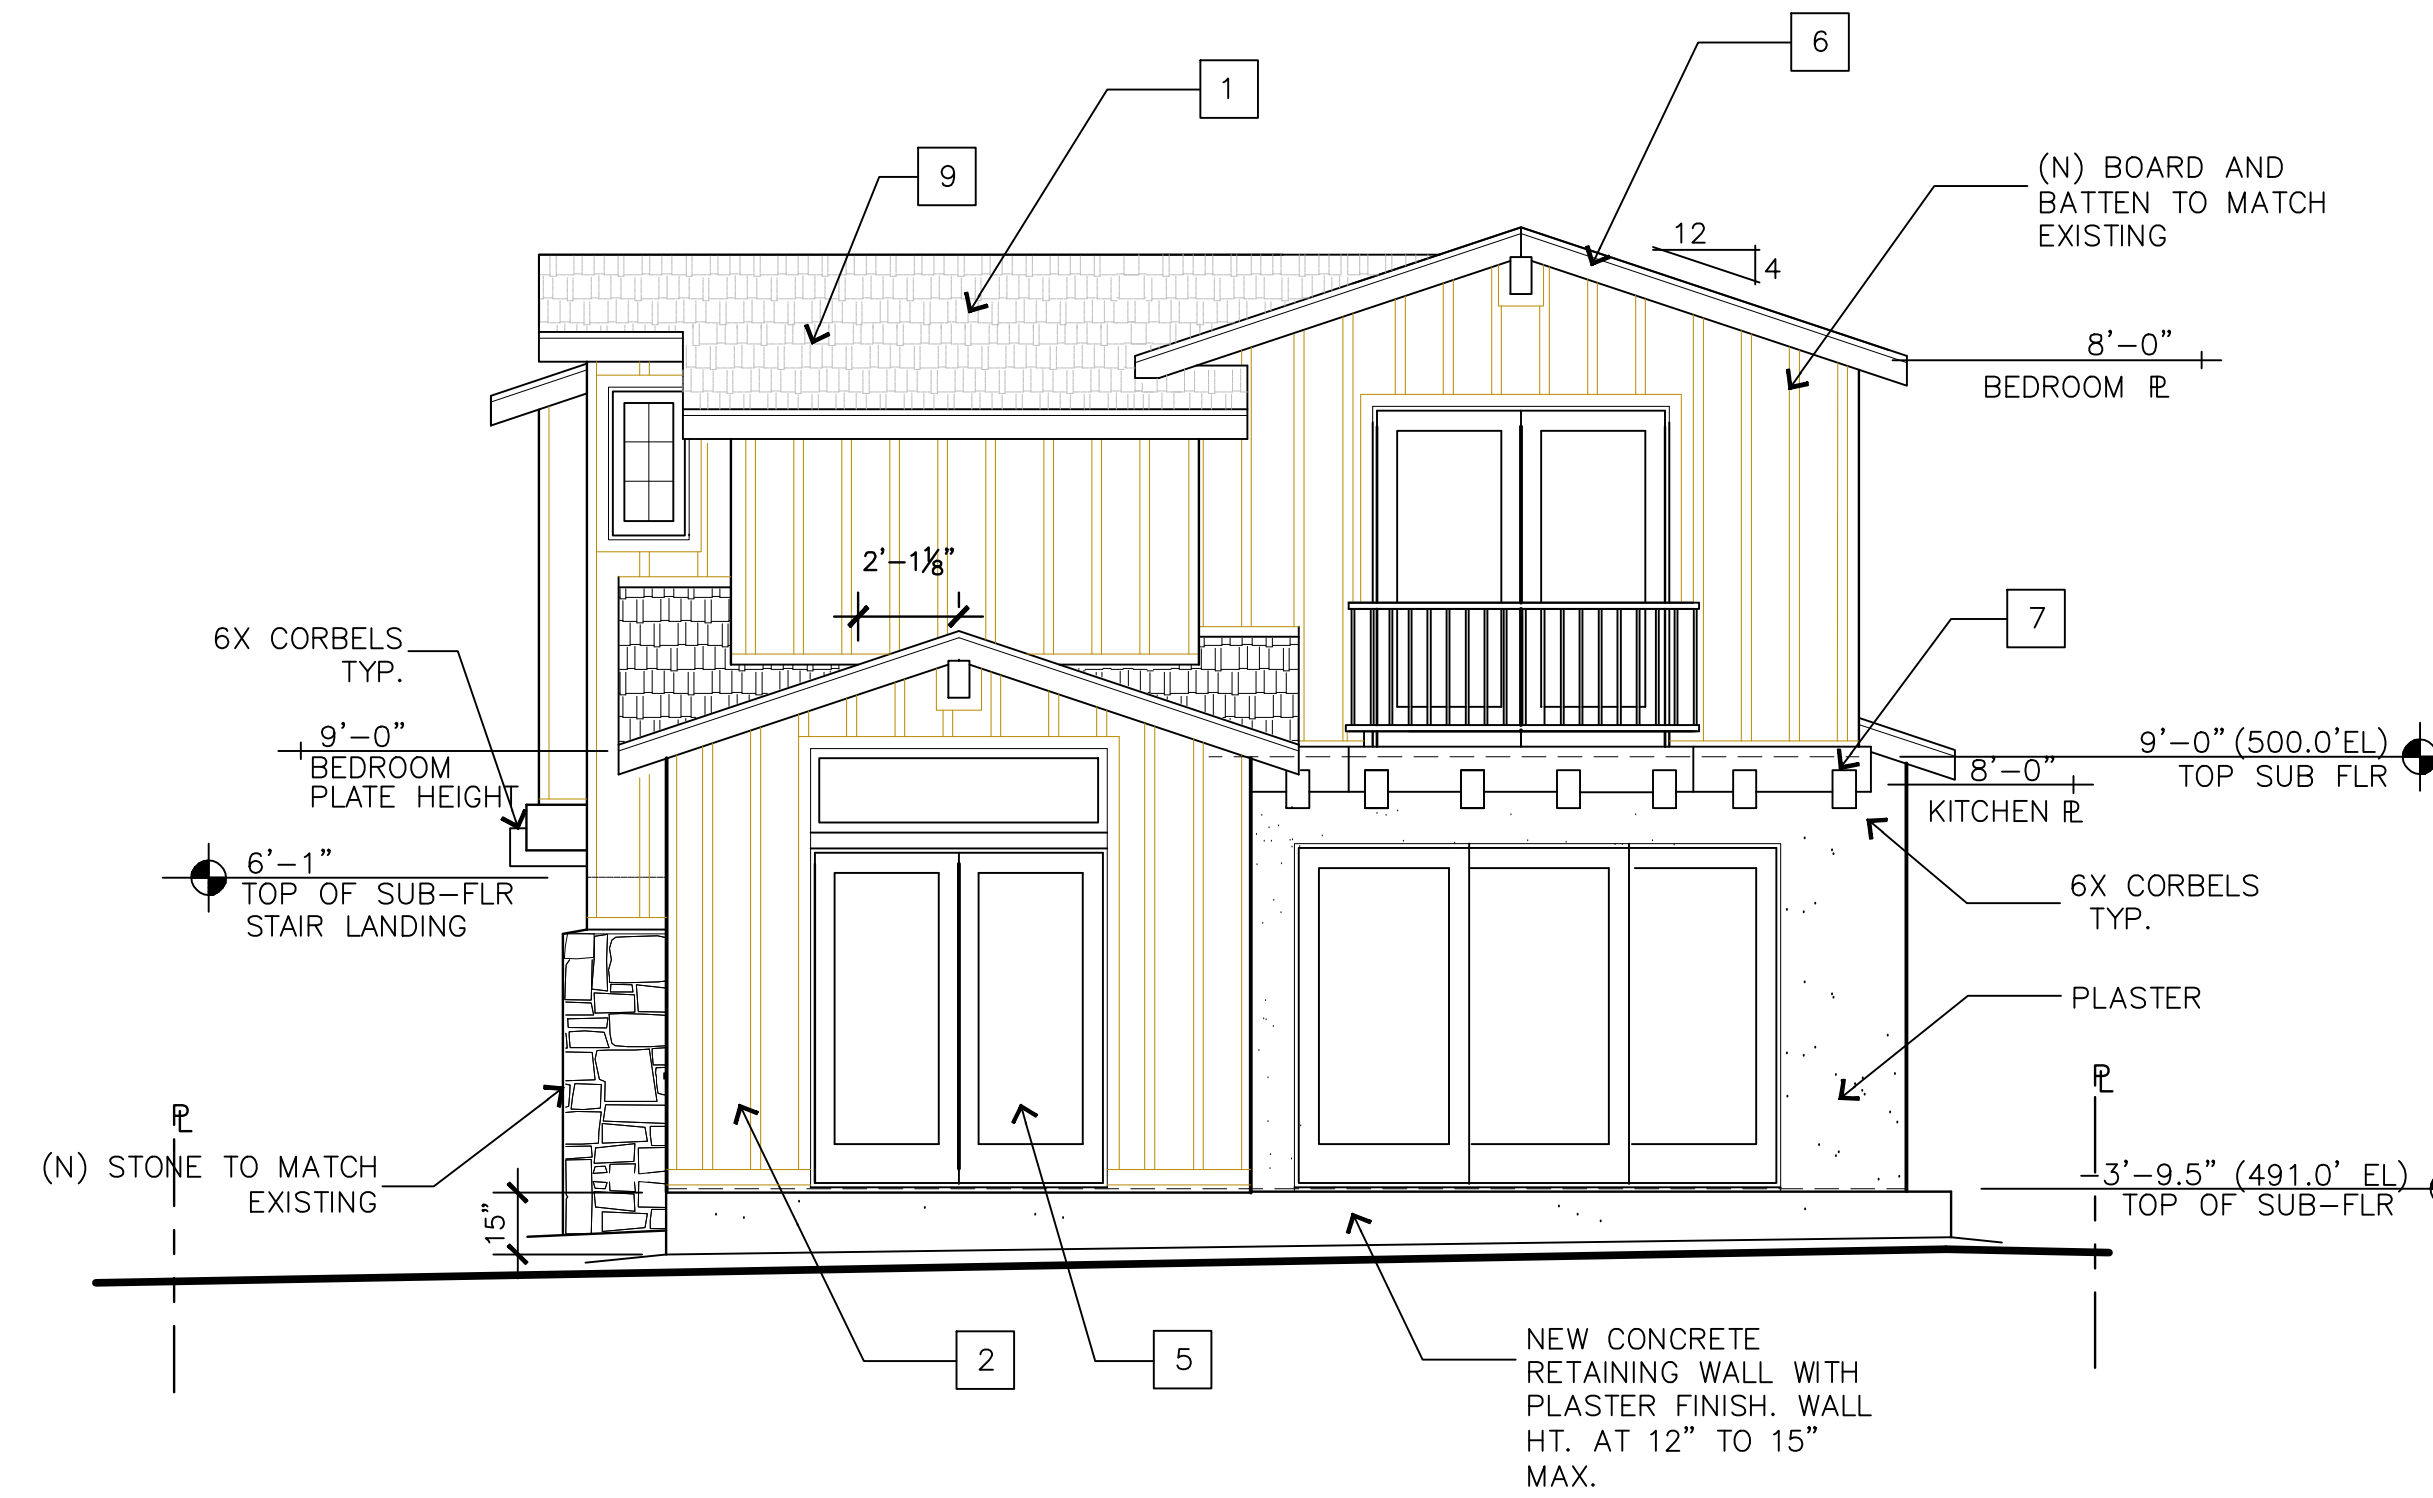 6
1
9
(N) BOARD AND
BATTEN TO MATCH
EXISTING
12
4
8'-0"
BEDROOM PL
2'-1⅛"
7
6X CORBELS
TYP.
9'-0"
BEDROOM
PLATE HEIGHT
9'-0" (500.0'EL)
TOP SUB FLR
8'-0"
KITCHEN PL
6'-1"
TOP OF SUB-FLR
STAIR LANDING
6X CORBELS
TYP.
PLASTER
PL
PL
(N) STONE TO MATCH
EXISTING
15"
-3'-9.5" (491.0' EL)
TOP OF SUB-FLR
2
5
NEW CONCRETE
RETAINING WALL WITH
PLASTER FINISH. WALL
HT. AT 12" TO 15"
MAX.